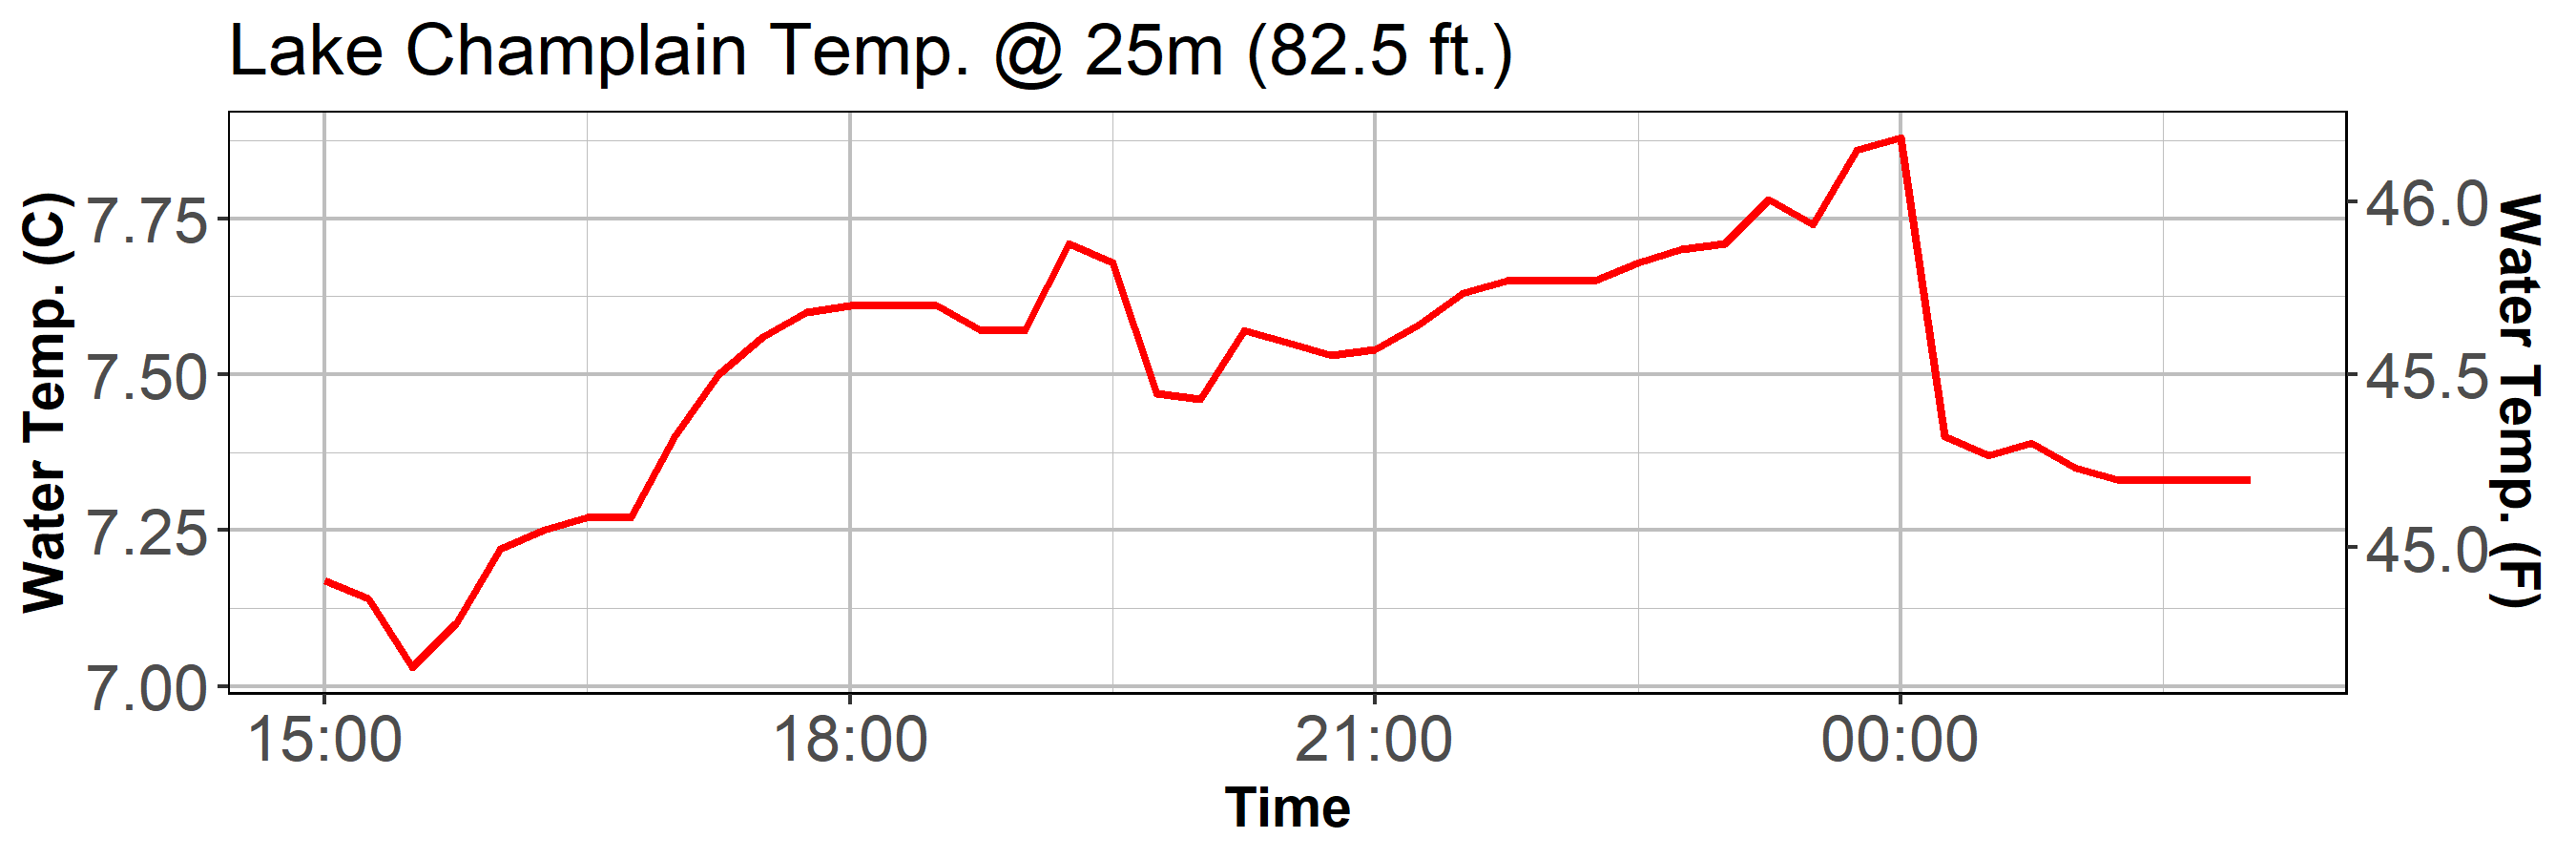 Lake Champlain Temp. @ 25m (82.5 ft.)
Water Temp. (C)
7.75
7.50
7.25
7.00
46.0
45.5
45.0
Water Temp. (F)
15:00 18:00 21:00 00:00
Time